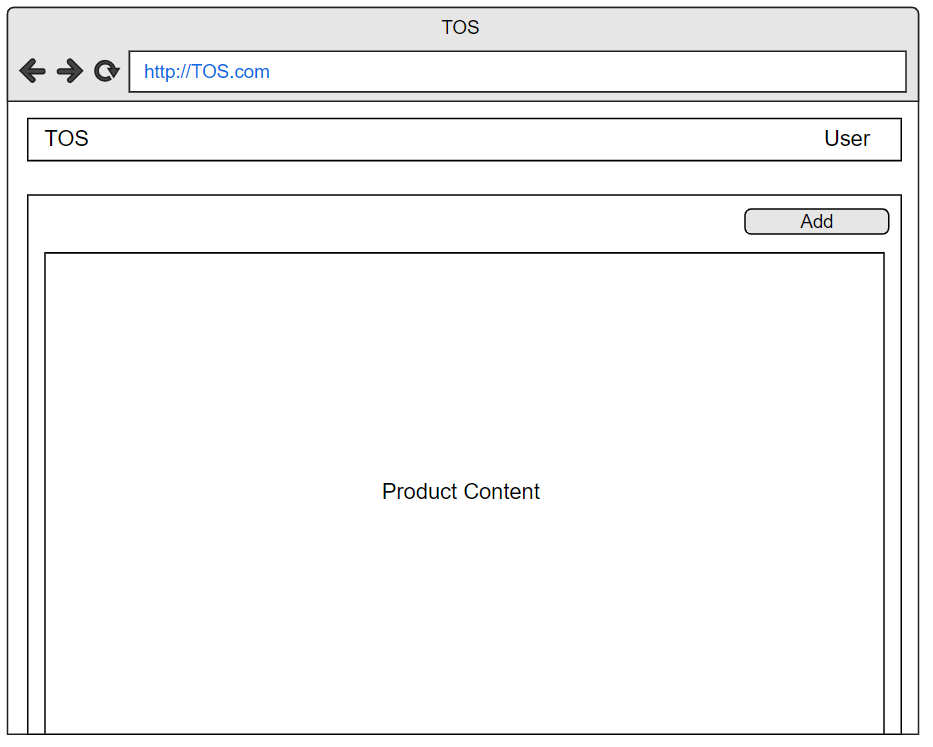 TOS
http://TOS.com
TOS User
Add
Product Content